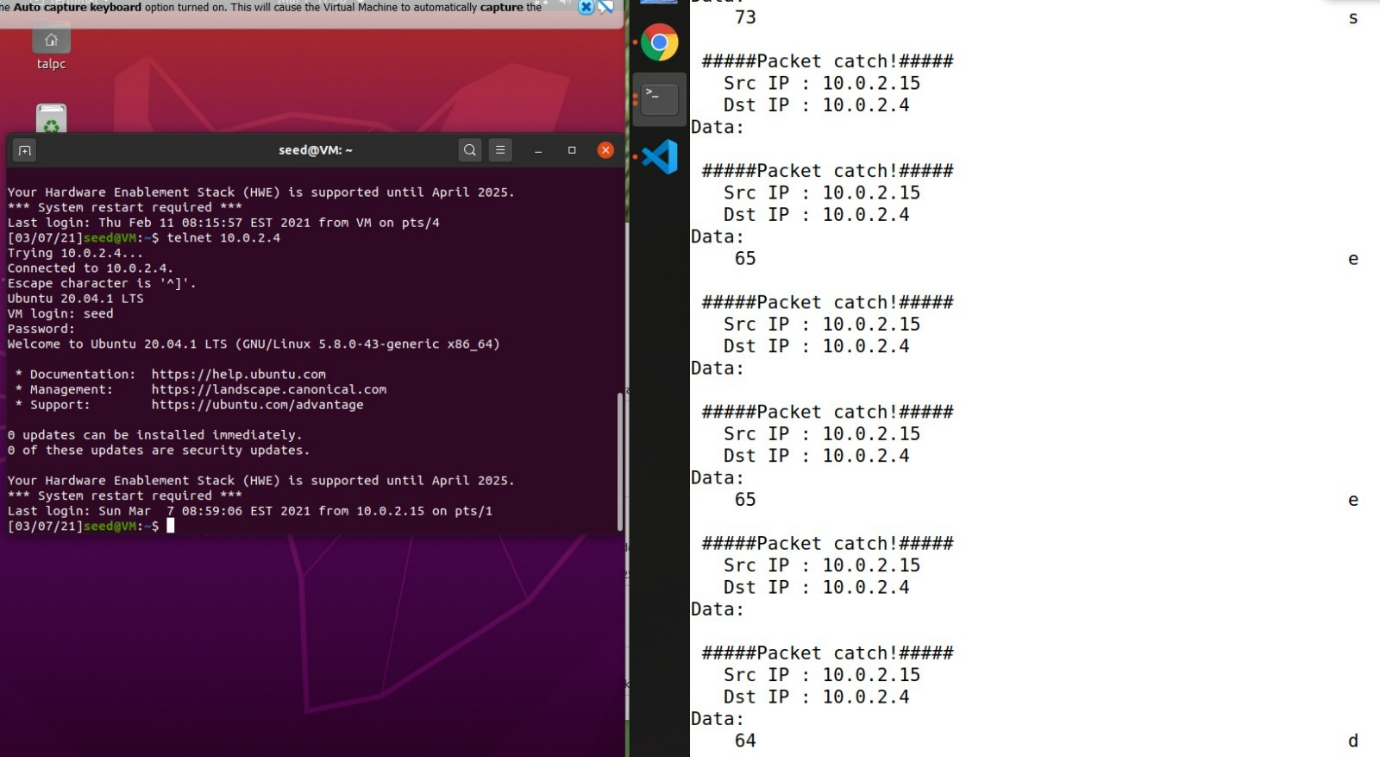 he Auto capture keyboard option turned on. This will cause the Virtual Machine to automatically capture the
talpc
seed@VM: ~
Your Hardware Enablement Stack (HWE) is supported until April 2025.
*** System restart required ***
Last login: Thu Feb 11 08:15:57 EST 2021 from VM on pts/4
[03/07/21]seed@VM:~$ telnet 10.0.2.4
Trying 10.0.2.4...
Connected to 10.0.2.4.
Escape character is '^]'.
Ubuntu 20.04.1 LTS
VM login: seed
Password:
Welcome to Ubuntu 20.04.1 LTS (GNU/Linux 5.8.0-43-generic x86_64)
* Documentation:  https://help.ubuntu.com
* Management:     https://landscape.canonical.com
* Support:        https://ubuntu.com/advantage
0 updates can be installed immediately.
0 of these updates are security updates.
Your Hardware Enablement Stack (HWE) is supported until April 2025.
*** System restart required ***
Last login: Sun Mar  7 08:59:06 EST 2021 from 10.0.2.15 on pts/1
[03/07/21]seed@VM:~$
Data:
73 s
#####Packet catch!#####
Src IP : 10.0.2.15
Dst IP : 10.0.2.4
Data:
#####Packet catch!#####
Src IP : 10.0.2.15
Dst IP : 10.0.2.4
Data:
65 e
#####Packet catch!#####
Src IP : 10.0.2.15
Dst IP : 10.0.2.4
Data:
#####Packet catch!#####
Src IP : 10.0.2.15
Dst IP : 10.0.2.4
Data:
65 e
#####Packet catch!#####
Src IP : 10.0.2.15
Dst IP : 10.0.2.4
Data:
#####Packet catch!#####
Src IP : 10.0.2.15
Dst IP : 10.0.2.4
Data:
64 d